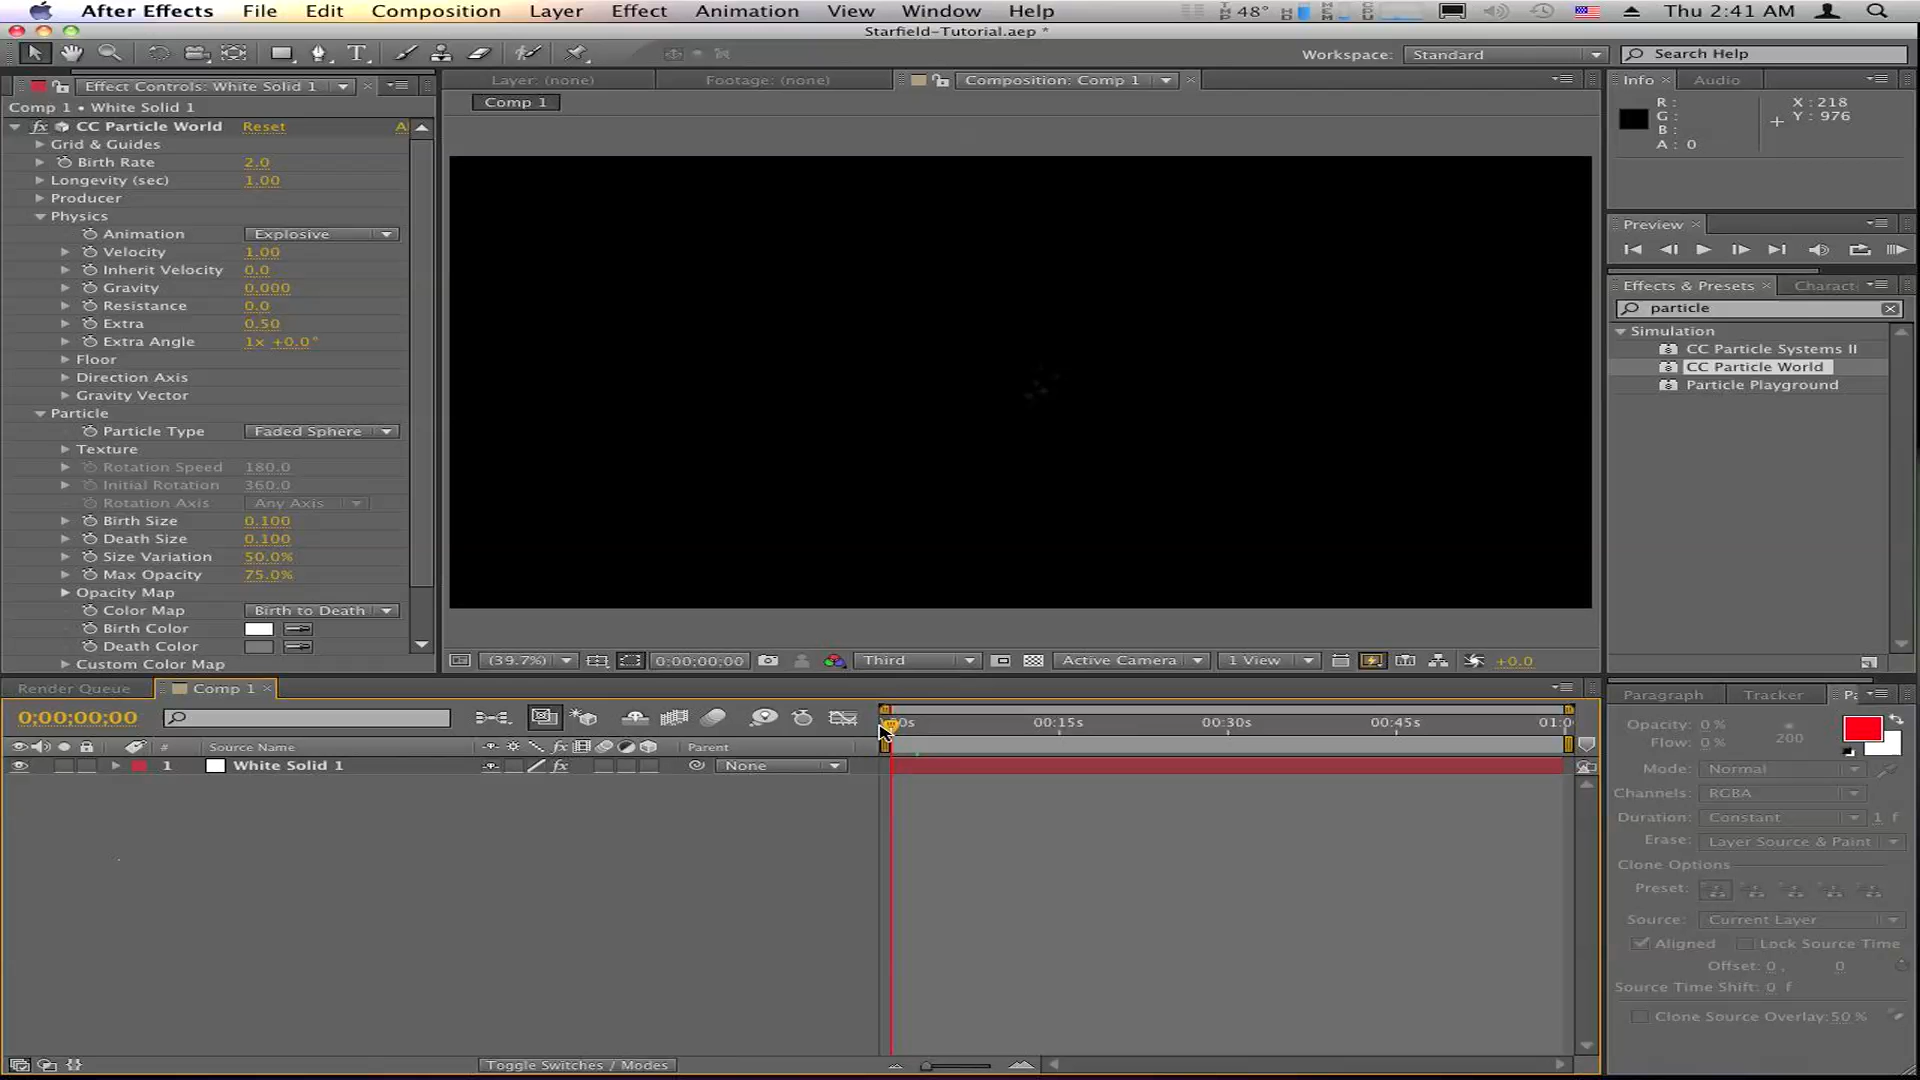 After Effects File Edit Composition Layer Effect Animation View Window Help 48° Thu 2:41 AM
Starfield-Tutorial.aep *
Workspace: Standard Search Help
Effect Controls: White Solid 1
Layer: (none) Footage: (none) Composition: Comp 1
Info Audio
Comp 1
Comp 1 • White Solid 1
R: X: 218
G: Y: 976
B:
A: 0
CC Particle World Reset A
Grid & Guides
Birth Rate 2.0
Longevity (sec) 1.00
Producer
Physics
Animation Explosive
Velocity 1.00
Inherit Velocity 0.0
Gravity 0.000
Resistance 0.0
Extra 0.50
Extra Angle 1x +0.0°
Floor
Direction Axis
Gravity Vector
Particle
Particle Type Faded Sphere
Texture
Rotation Speed 180.0
Initial Rotation 360.0
Rotation Axis Any Axis
Birth Size 0.100
Death Size 0.100
Size Variation 50.0%
Max Opacity 75.0%
Opacity Map
Color Map Birth to Death
Birth Color
Death Color
Custom Color Map
Preview
Effects & Presets Charact
particle
Simulation
CC Particle Systems II
CC Particle World
Particle Playground
(39.7%) 0;00;00;00 Third Active Camera 1 View +0.0
Render Queue Comp 1
0;00;00;00
00s 00:15s 00:30s 00:45s 01:0
# Source Name fx Parent
1 White Solid 1 fx None
Toggle Switches / Modes
Paragraph Tracker Pa
Opacity: 0 %
Flow: 0 % 200
Mode: Normal
Channels: RGBA
Duration: Constant 1 f
Erase: Layer Source & Paint
Clone Options
Preset:
Source: Current Layer
Aligned Lock Source Time
Offset: 0 , 0
Source Time Shift: 0 f
Clone Source Overlay: 50 %